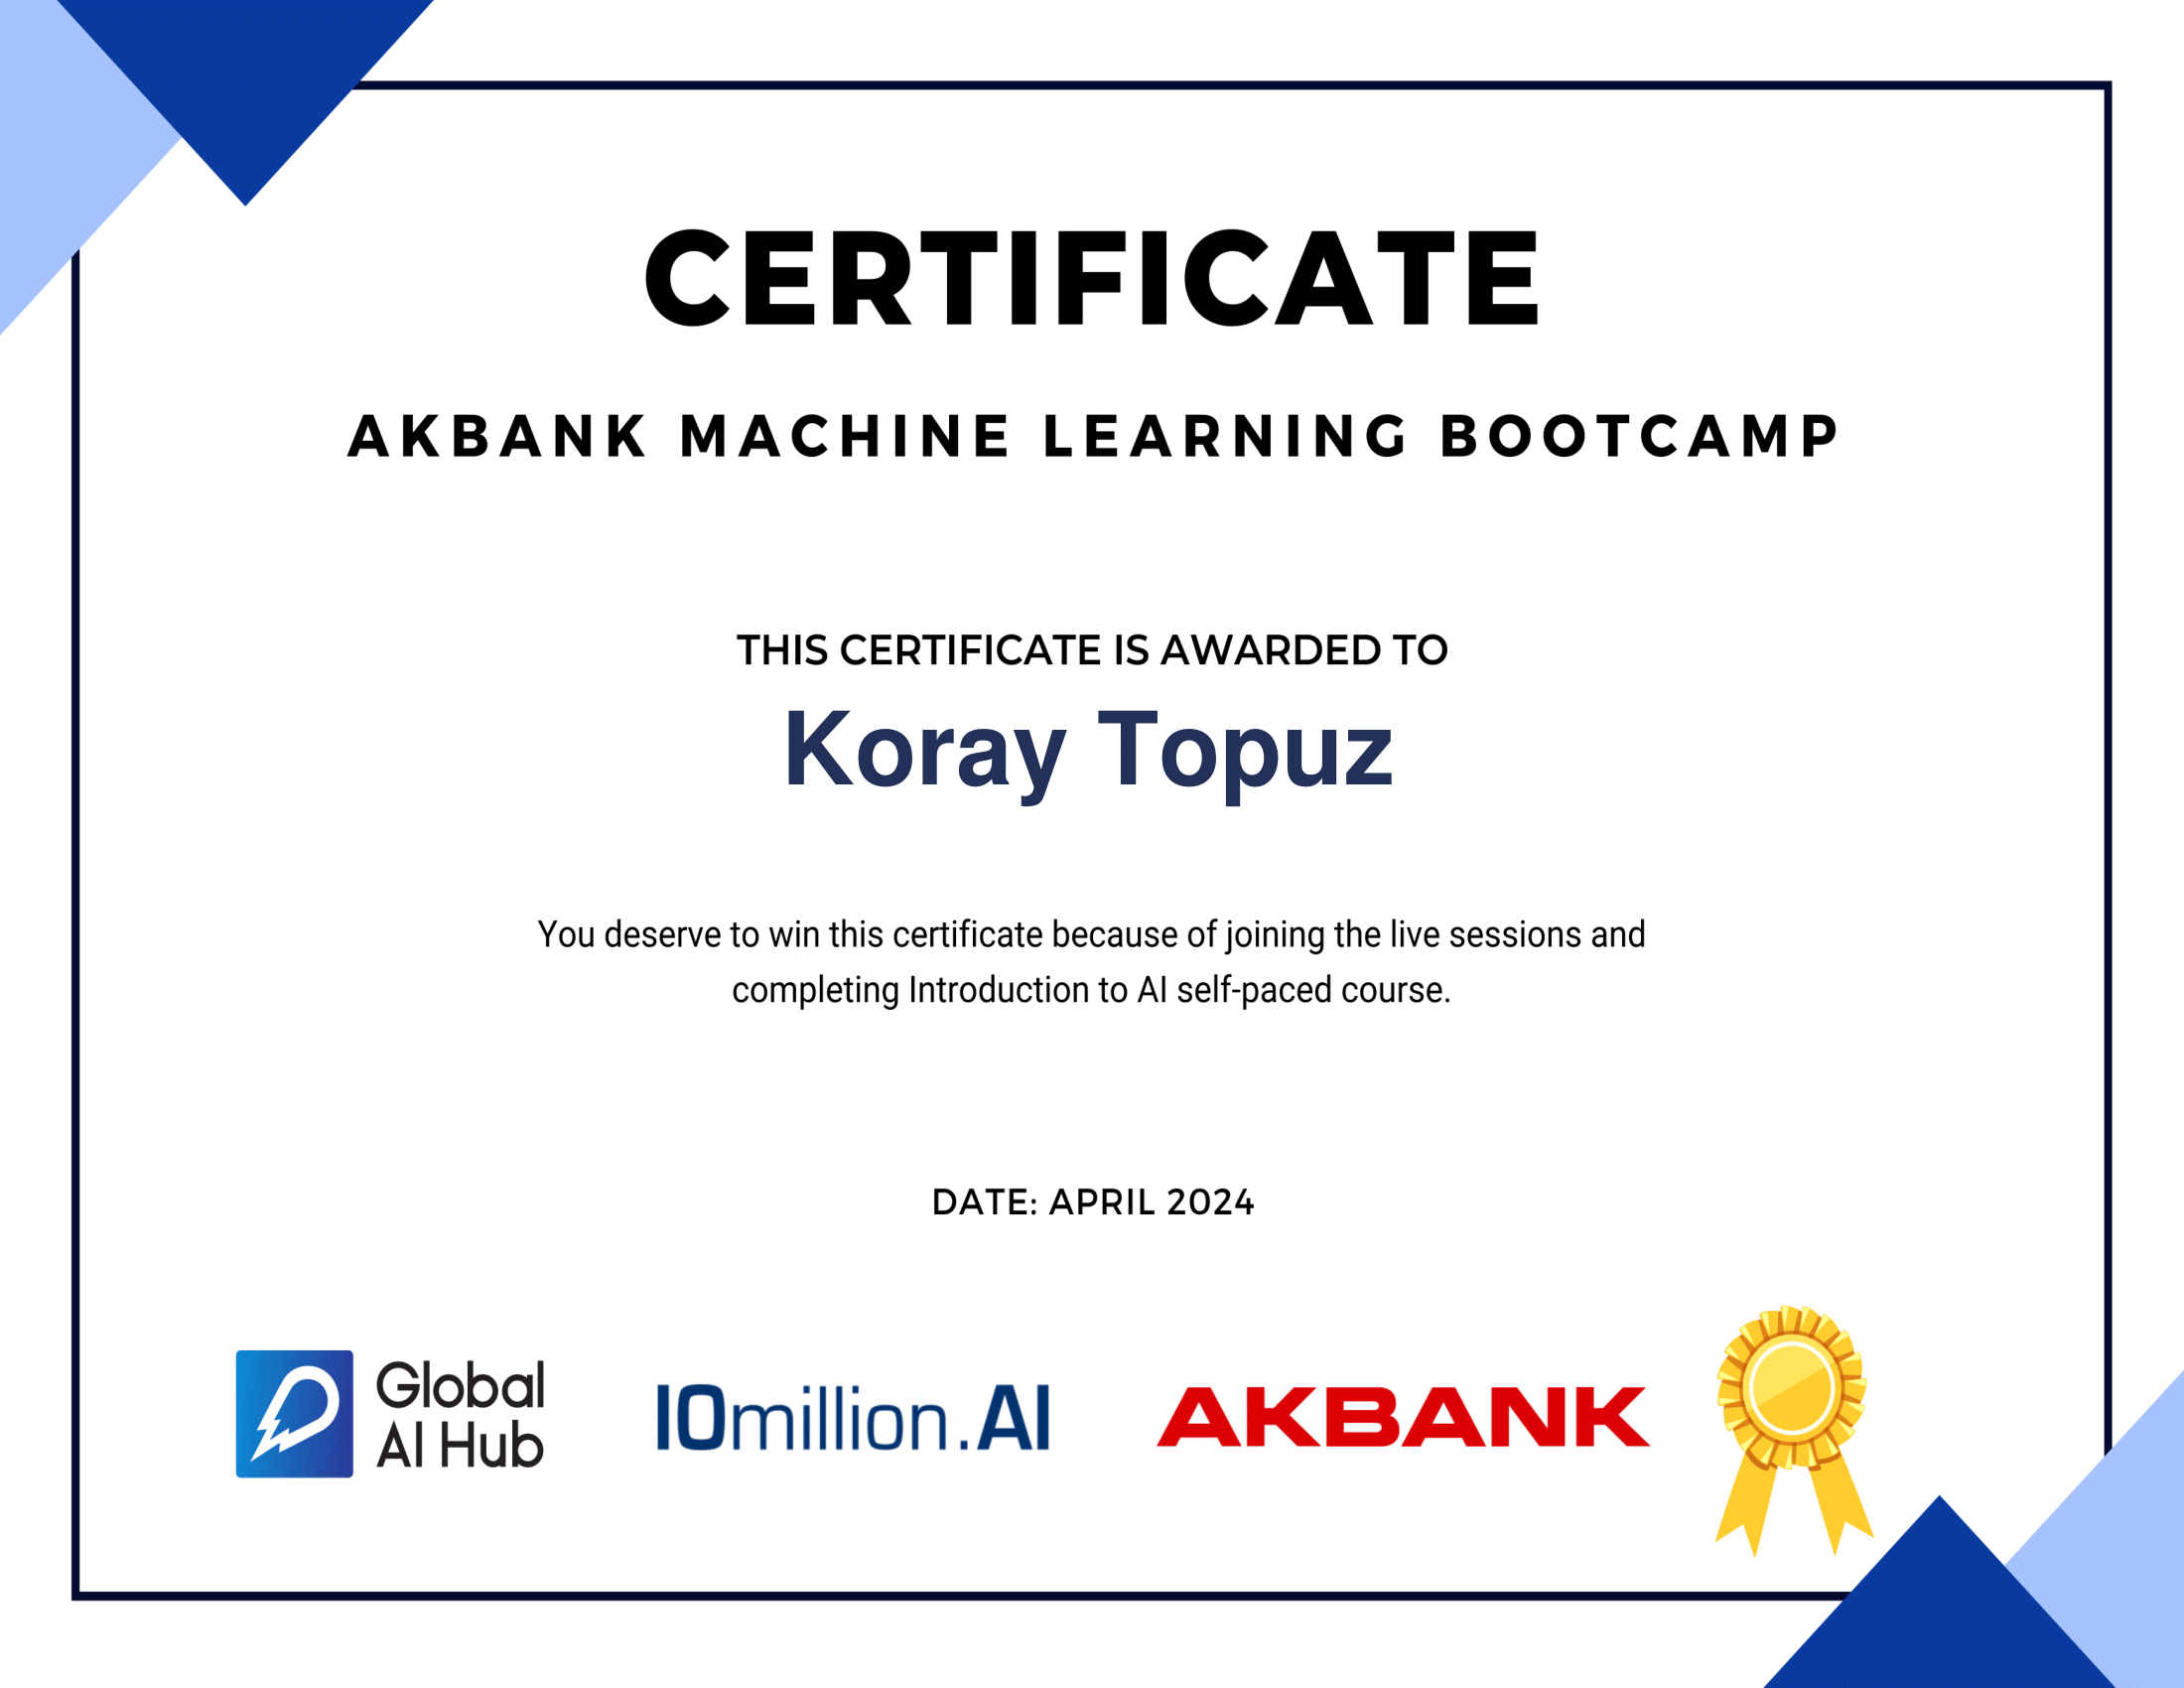 CERTIFICATE
AKBANK MACHINE LEARNING BOOTCAMP
THIS CERTIFICATE IS AWARDED TO
Koray Topuz
You deserve to win this certificate because of joining the live sessions and
completing Introduction to AI self-paced course.
DATE: APRIL 2024
Global
AI Hub
10million.AI
AKBANK